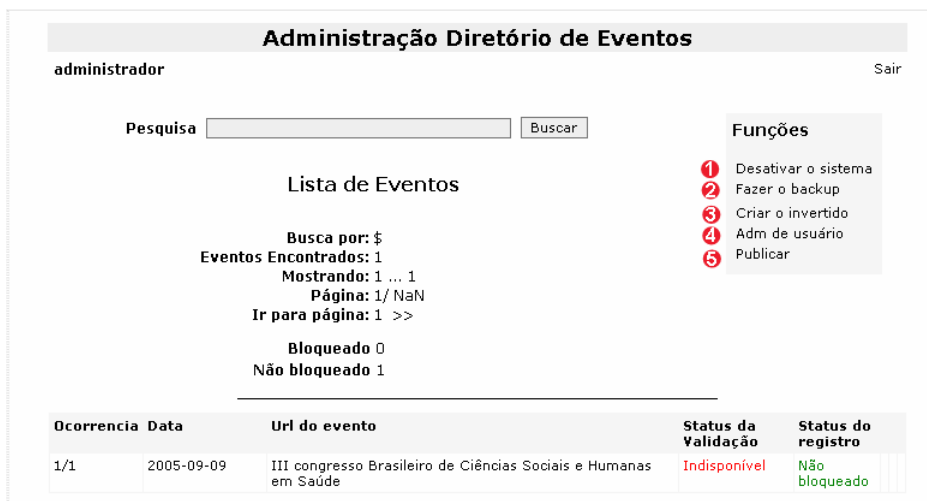 Administração Diretório de Eventos
administrador
Sair
Pesquisa
Buscar
Funções
1 Desativar o sistema
2 Fazer o backup
3 Criar o invertido
4 Adm de usuário
5 Publicar
Lista de Eventos
Busca por: $
Eventos Encontrados: 1
Mostrando: 1 ... 1
Página: 1/ NaN
Ir para página: 1 >>
Bloqueado 0
Não bloqueado 1
Ocorrencia Data Url do evento Status da Validação Status do registro
1/1 2005-09-09 III congresso Brasileiro de Ciências Sociais e Humanas em Saúde Indisponível Não bloqueado